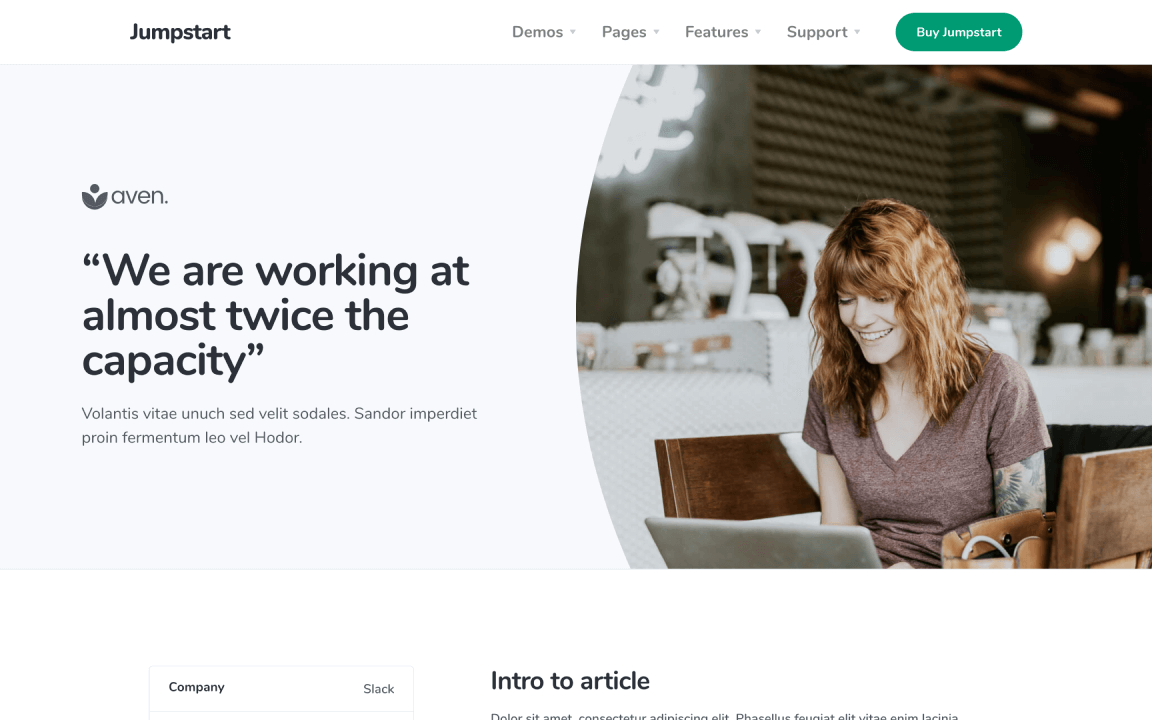 Jumpstart
Demos
Pages
Features
Support
Buy Jumpstart
aven.
“We are working at
almost twice the
capacity”
Volantis vitae unuch sed velit sodales. Sandor imperdiet
proin fermentum leo vel Hodor.
Company
Slack
Intro to article
Dolor sit amet, consectetur adipiscing elit. Phasellus feugiat elit vitae enim lacinia